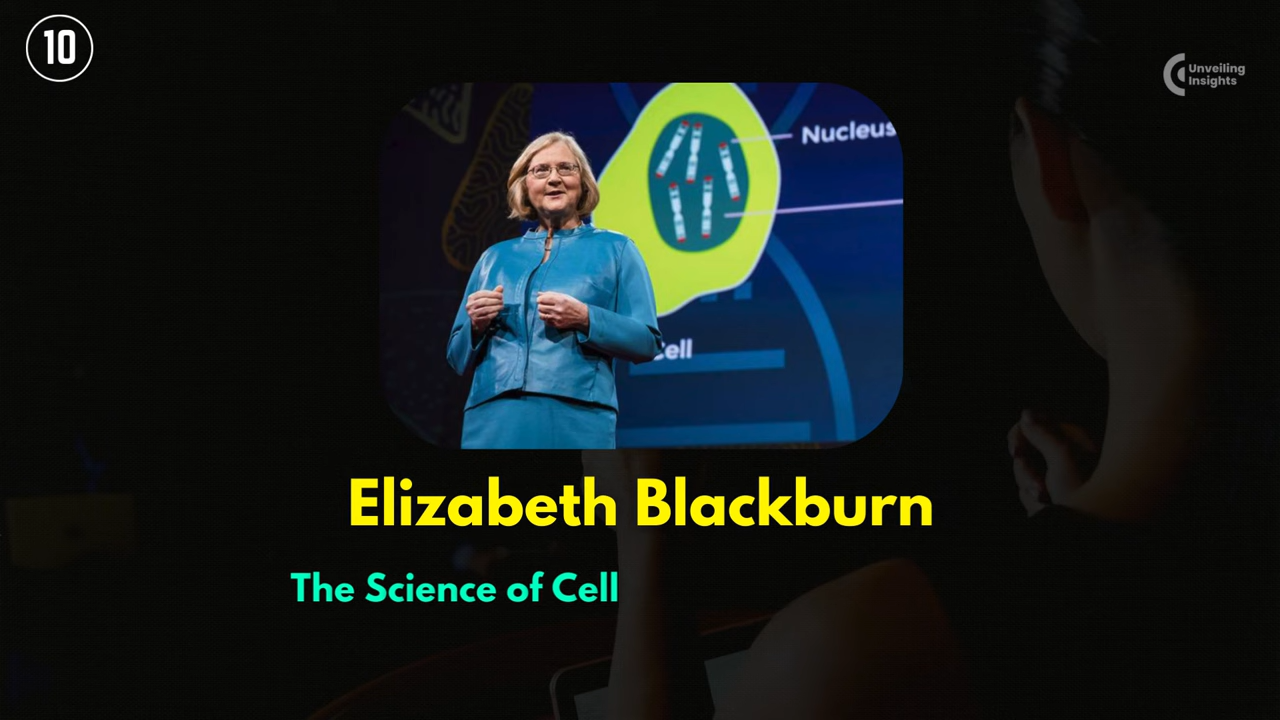 10
Unveiling
Insights
Nucleus
Cell
Elizabeth Blackburn
The Science of Cell